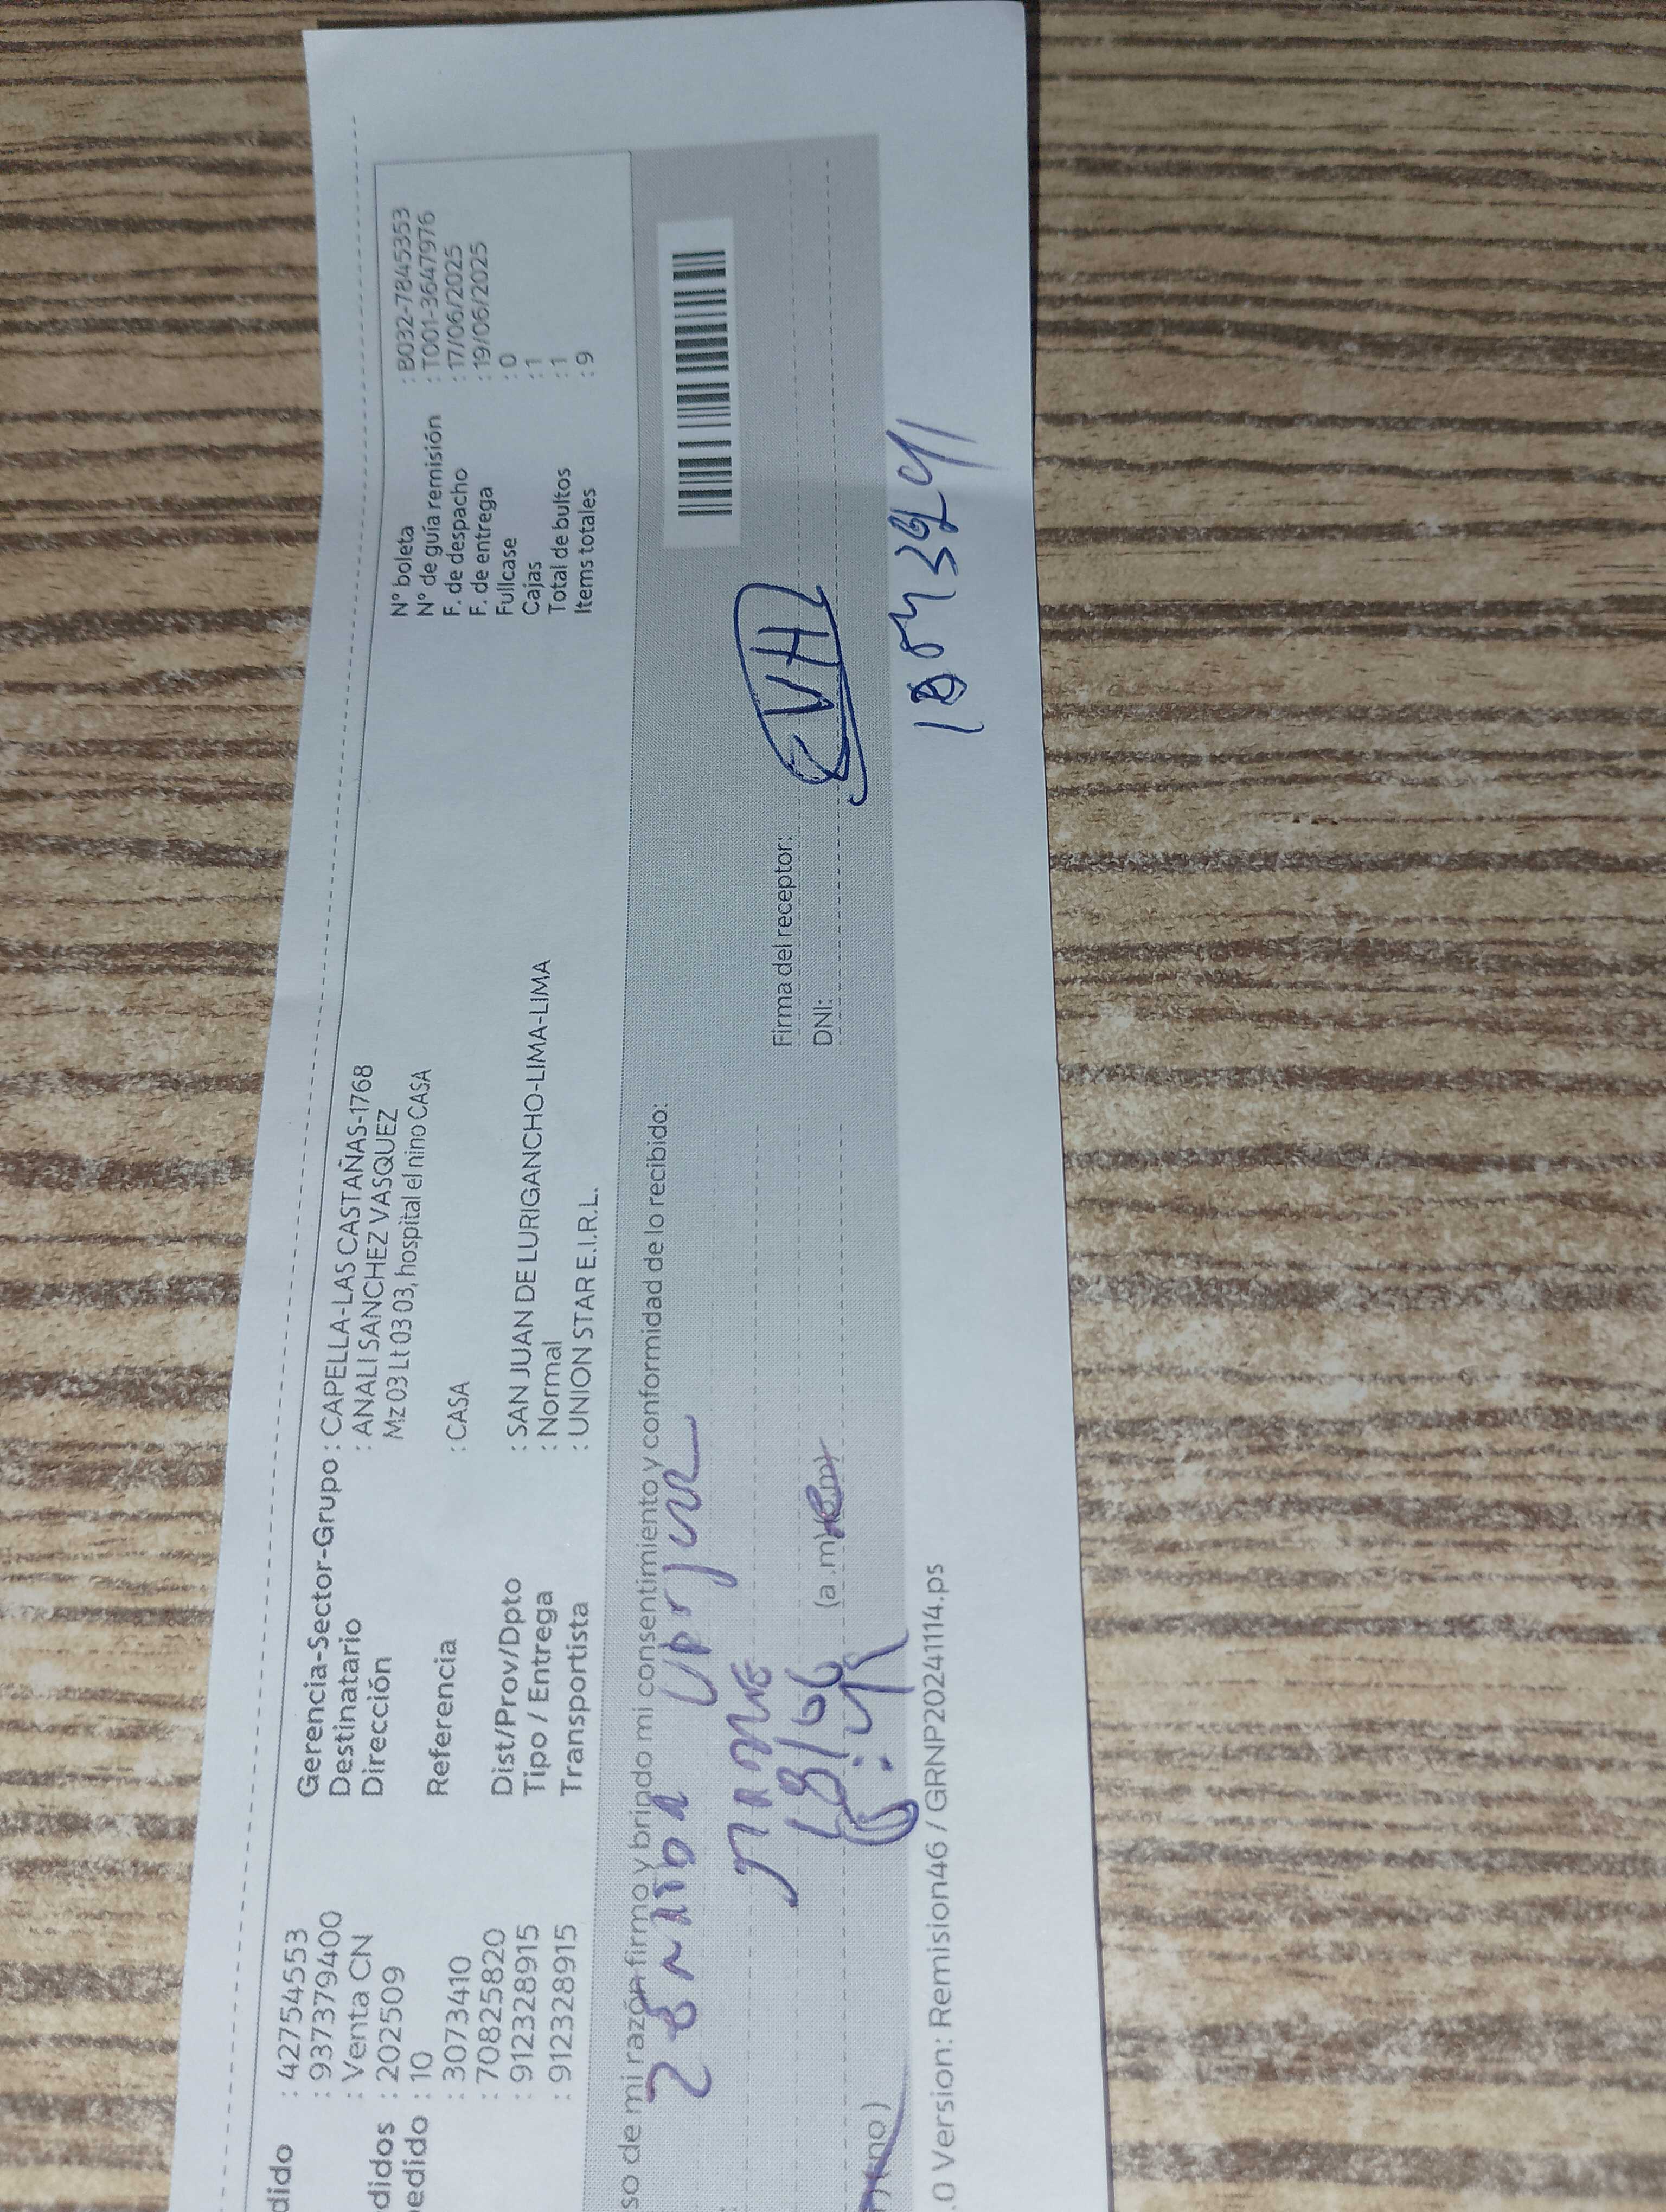 dido : 427545553
: 937379400
: Venta CN
didos : 202509
edido : 10
: 3073410
: 70825820
: 912328915
: 912328915
Gerencia-Sector-Grupo : CAPELLA-LAS CASTAÑAS-1768
Destinatario : ANALI SANCHEZ VASQUEZ
Dirección Mz 03 Lt 03 03, hospital el nino CASA
Referencia : CASA
Dist/Prov/Dpto : SAN JUAN DE LURIGANCHO-LIMA-LIMA
Tipo / Entrega : Normal
Transportista : UNION STAR E.I.R.L.
N° boleta : B032-7845353
N° de guía remisión : T001-36479976
F. de despacho : 17/06/2025
F. de entrega : 19/06/2025
Fullcase : 0
Cajas : 1
Total de bultos : 1
Items totales : 9
so de mi razón firmo y brindo mi consentimiento y conformidad de lo recibido:
(a .m)
Firma del receptor:
DNI:
no )
.0 Version: Remision46 / GRNP20241114.ps